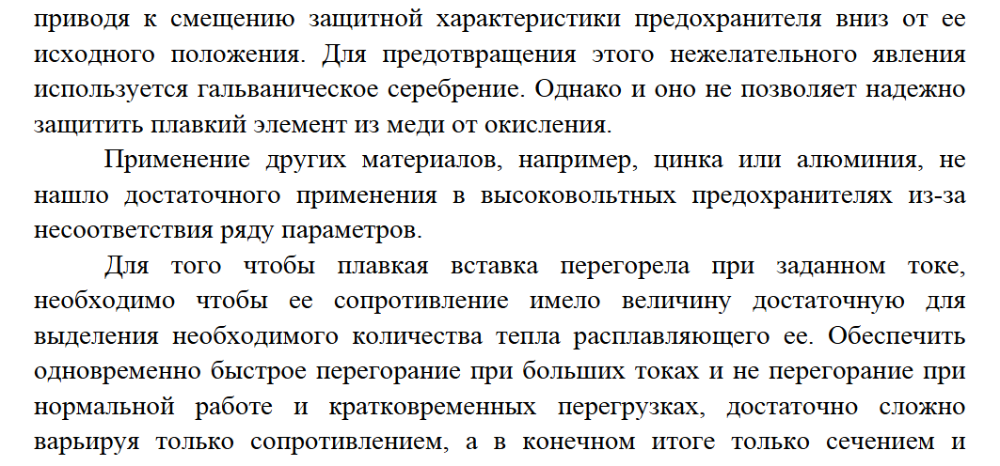 приводя к смещению защитной характеристики предохранителя вниз от ее
исходного положения. Для предотвращения этого нежелательного явления
используется гальваническое серебрение. Однако и оно не позволяет надежно
защитить плавкий элемент из меди от окисления.
Применение других материалов, например, цинка или алюминия, не
нашло достаточного применения в высоковольтных предохранителях из-за
несоответствия ряду параметров.
Для того чтобы плавкая вставка перегорела при заданном токе,
необходимо чтобы ее сопротивление имело величину достаточную для
выделения необходимого количества тепла расплавляющего ее. Обеспечить
одновременно быстрое перегорание при больших токах и не перегорание при
нормальной работе и кратковременных перегрузках, достаточно сложно
варьируя только сопротивлением, а в конечном итоге только сечением и